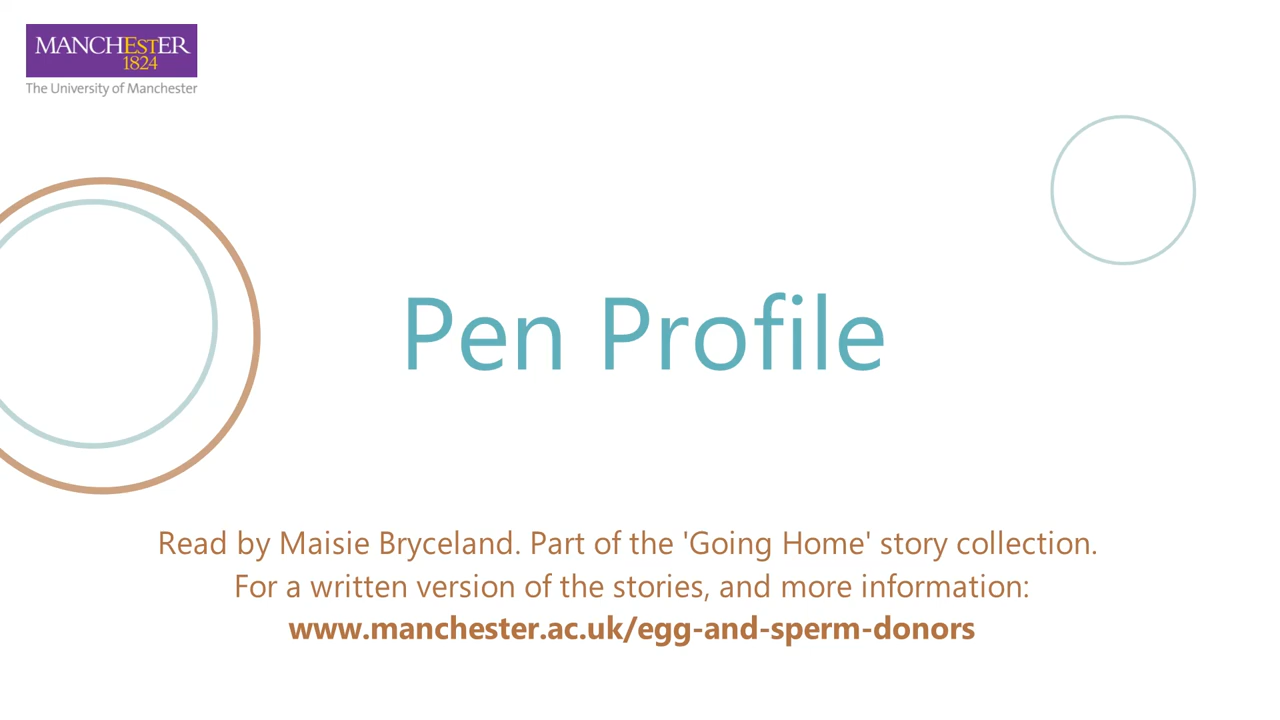 MANCHESTER
1824
The University of Manchester
Pen Profile
Read by Maisie Bryceland. Part of the 'Going Home' story collection.
For a written version of the stories, and more information:
www.manchester.ac.uk/egg-and-sperm-donors